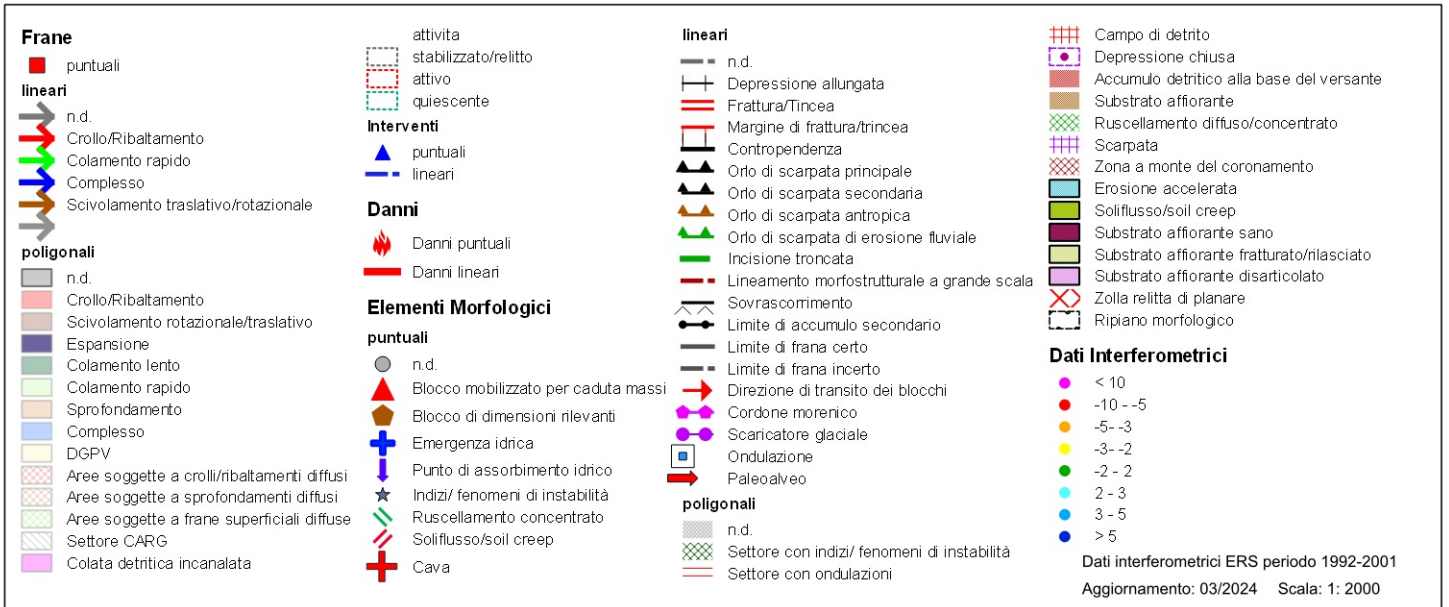 Frane
puntuali
lineari
n.d.
Crollo/Ribaltamento
Colamento rapido
Complesso
Scivolamento traslativo/rotazionale
poligonali
n.d.
Crollo/Ribaltamento
Scivolamento rotazionale/traslativo
Espansione
Colamento lento
Colamento rapido
Sprofondamento
Complesso
DGPV
Aree soggette a crolli/ribaltamenti diffusi
Aree soggette a sprofondamenti diffusi
Aree soggette a frane superficiali diffuse
Settore CARG
Colata detritica incanalata
attivita
stabilizzato/relitto
attivo
quiescente
Interventi
puntuali
lineari
Danni
Danni puntuali
Danni lineari
Elementi Morfologici
puntuali
n.d.
Blocco mobilizzato per caduta massi
Blocco di dimensioni rilevanti
Emergenza idrica
Punto di assorbimento idrico
Indizi/ fenomeni di instabilità
Ruscellamento concentrato
Soliflusso/soil creep
Cava
lineari
n.d.
Depressione allungata
Frattura/Tincea
Margine di frattura/trincea
Contropendenza
Orlo di scarpata principale
Orlo di scarpata secondaria
Orlo di scarpata antropica
Orlo di scarpata di erosione fluviale
Incisione troncata
Lineamento morfostrutturale a grande scala
Sovrascorrimento
Limite di accumulo secondario
Limite di frana certo
Limite di frana incerto
Direzione di transito dei blocchi
Cordone morenico
Scaricatore glaciale
Ondulazione
Paleoalveo
poligonali
n.d.
Settore con indizi/ fenomeni di instabilità
Settore con ondulazioni
Campo di detrito
Depressione chiusa
Accumulo detritico alla base del versante
Substrato affiorante
Ruscellamento diffuso/concentrato
Scarpata
Zona a monte del coronamento
Erosione accelerata
Soliflusso/soil creep
Substrato affiorante sano
Substrato affiorante fratturato/rilasciato
Substrato affiorante disarticolato
Zolla relitta di planare
Ripiano morfologico
Dati Interferometrici
< 10
-10 - -5
-5- -3
-3- -2
-2 - 2
2 - 3
3 - 5
> 5
Dati interferometrici ERS periodo 1992-2001
Aggiornamento: 03/2024 Scala: 1: 2000